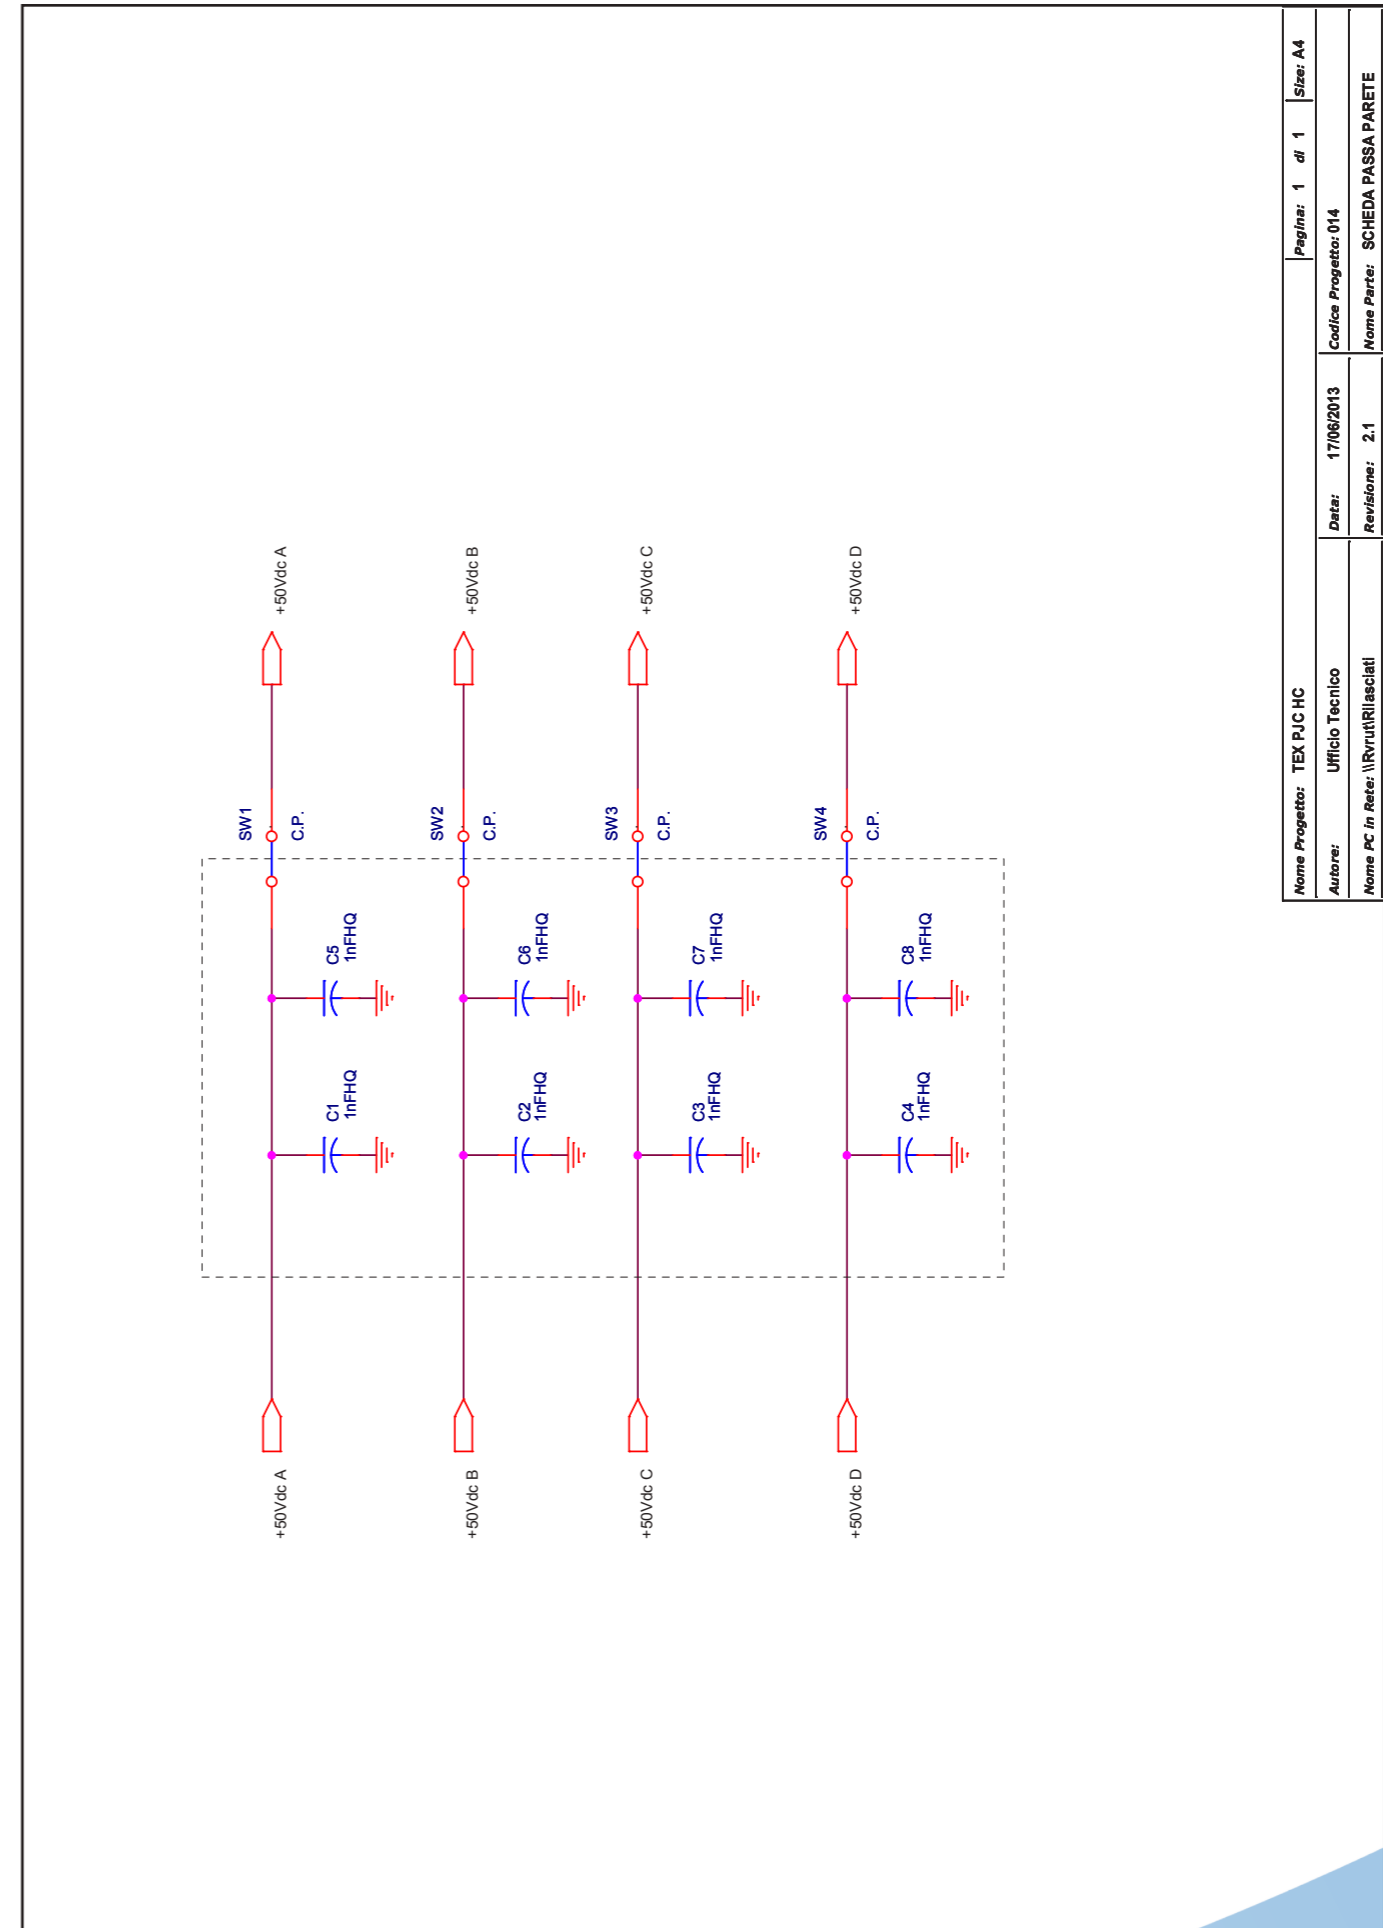 +50Vdc A
SW1
C.P.
C5
1nFHQ
C1
1nFHQ
+50Vdc A
+50Vdc B
SW2
C.P.
C6
1nFHQ
C2
1nFHQ
+50Vdc B
+50Vdc C
SW3
C.P.
C7
1nFHQ
C3
1nFHQ
+50Vdc C
+50Vdc D
SW4
C.P.
C8
1nFHQ
C4
1nFHQ
+50Vdc D
Nome Progetto: TEX PJC HC Pagina: 1 di 1 Size: A4
Autore: Ufficio Tecnico Data: 17/06/2013 Codice Progetto: 014
Nome PC in Rete: \\Rvrut\Rilasciati Revisione: 2.1 Nome Parte: SCHEDA PASSA PARETE